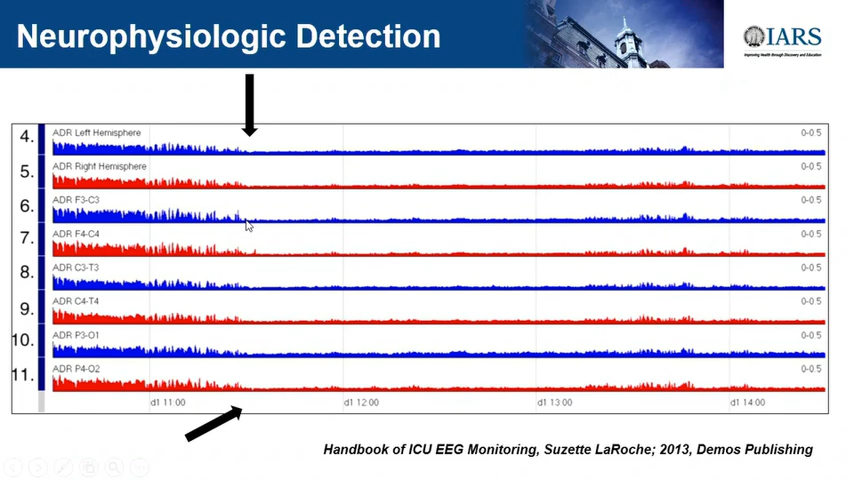 Neurophysiologic Detection
IARS
Improving Health through Discovery and Education
4. ADR Left Hemisphere 0-0.5
5. ADR Right Hemisphere 0-0.5
6. ADR F3-C3 0-0.5
7. ADR F4-C4 0-0.5
8. ADR C3-T3 0-0.5
9. ADR C4-T4 0-0.5
10. ADR P3-O1 0-0.5
11. ADR P4-O2 0-0.5
d1 11:00 d1 12:00 d1 13:00 d1 14:00
Handbook of ICU EEG Monitoring, Suzette LaRoche; 2013, Demos Publishing